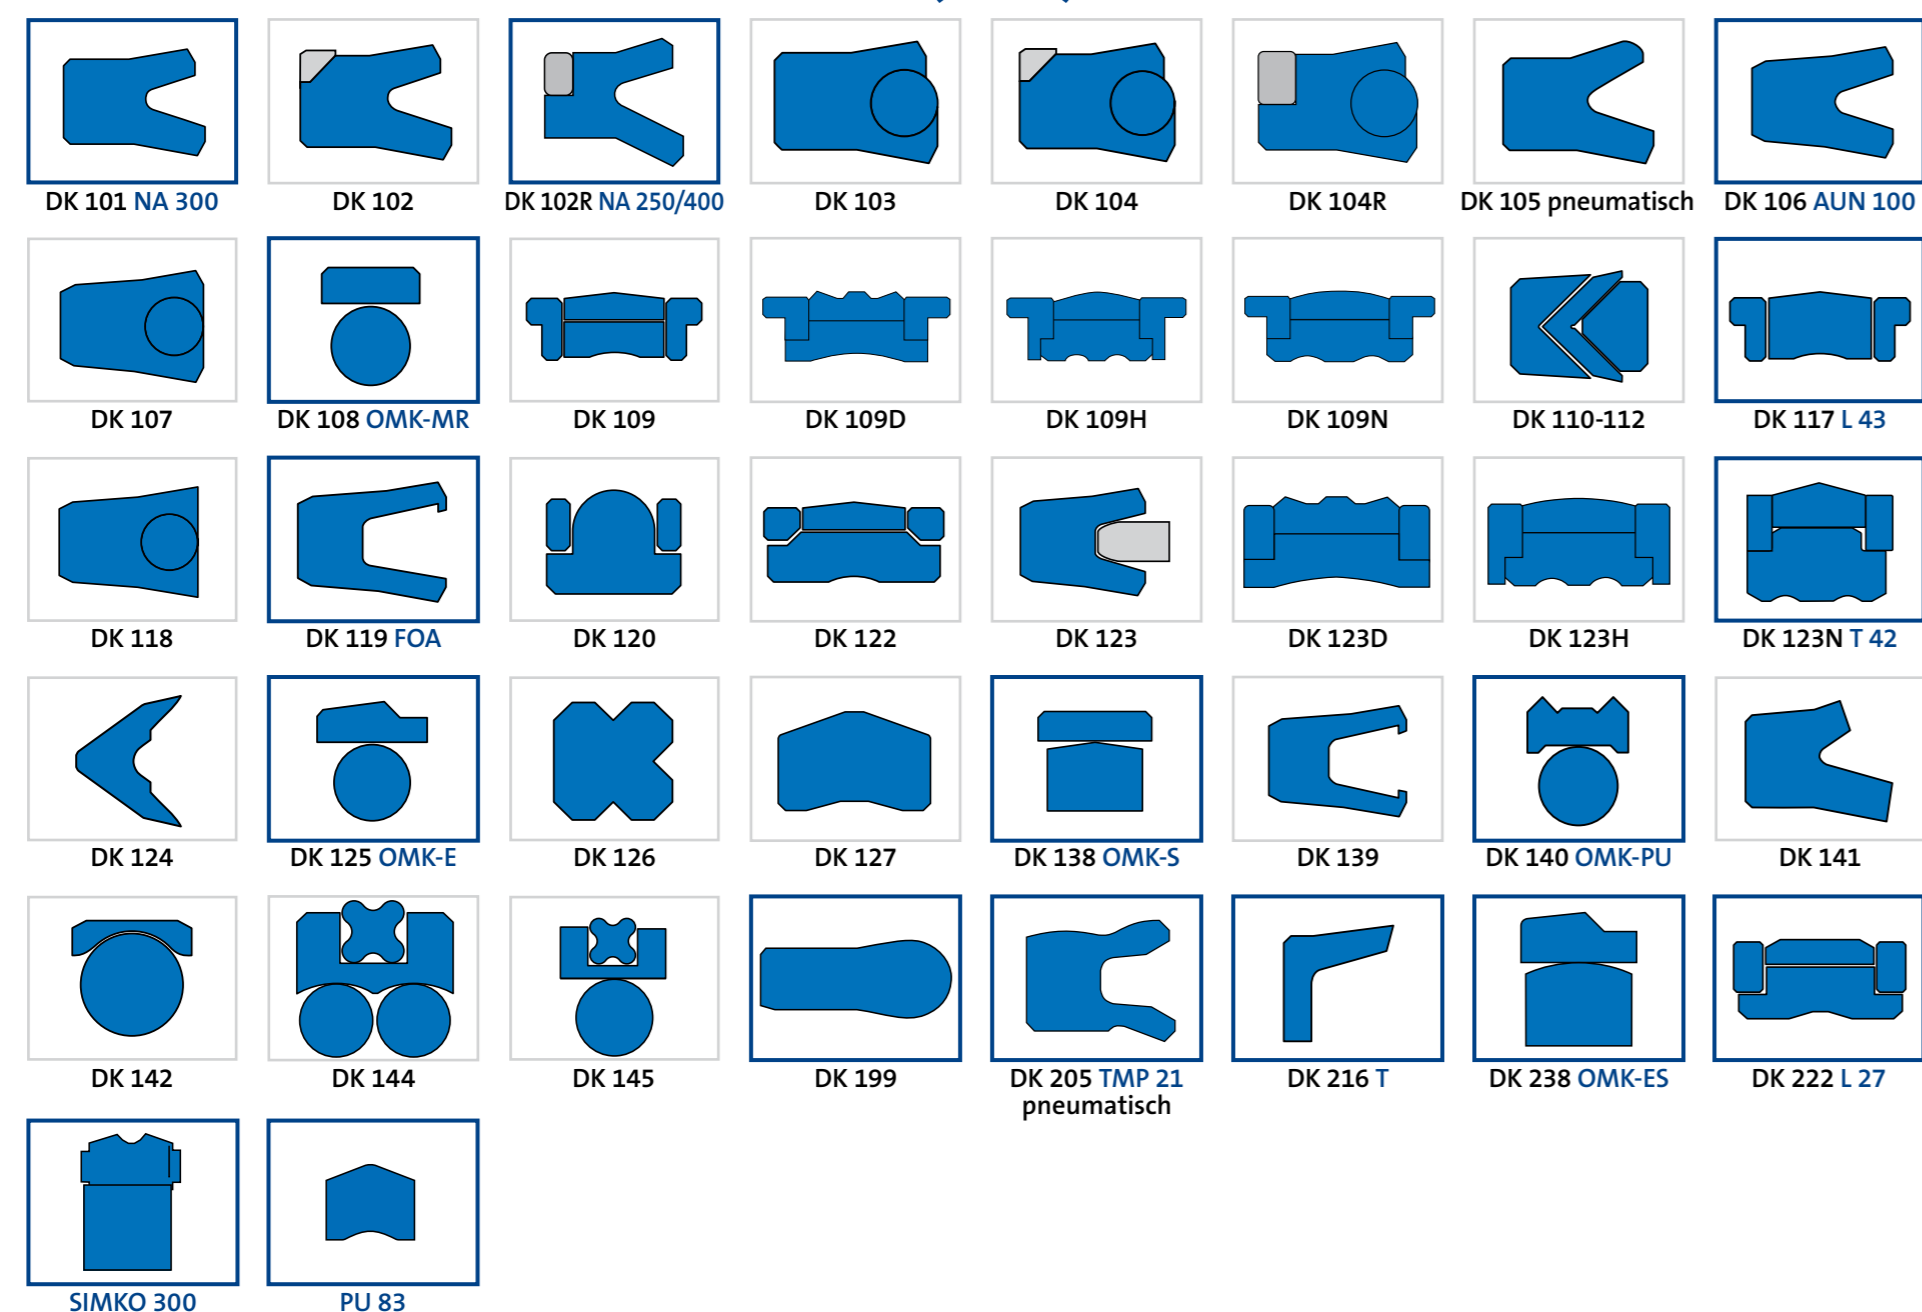 DK 101 NA 300
DK 102
DK 102R NA 250/400
DK 103
DK 104
DK 104R
DK 105 pneumatisch
DK 106 AUN 100
DK 107
DK 108 OMK-MR
DK 109
DK 109D
DK 109H
DK 109N
DK 110-112
DK 117 L 43
DK 118
DK 119 FOA
DK 120
DK 122
DK 123
DK 123D
DK 123H
DK 123N T 42
DK 124
DK 125 OMK-E
DK 126
DK 127
DK 138 OMK-S
DK 139
DK 140 OMK-PU
DK 141
DK 142
DK 144
DK 145
DK 199
DK 205 TMP 21
pneumatisch
DK 216 T
DK 238 OMK-ES
DK 222 L 27
SIMKO 300
PU 83